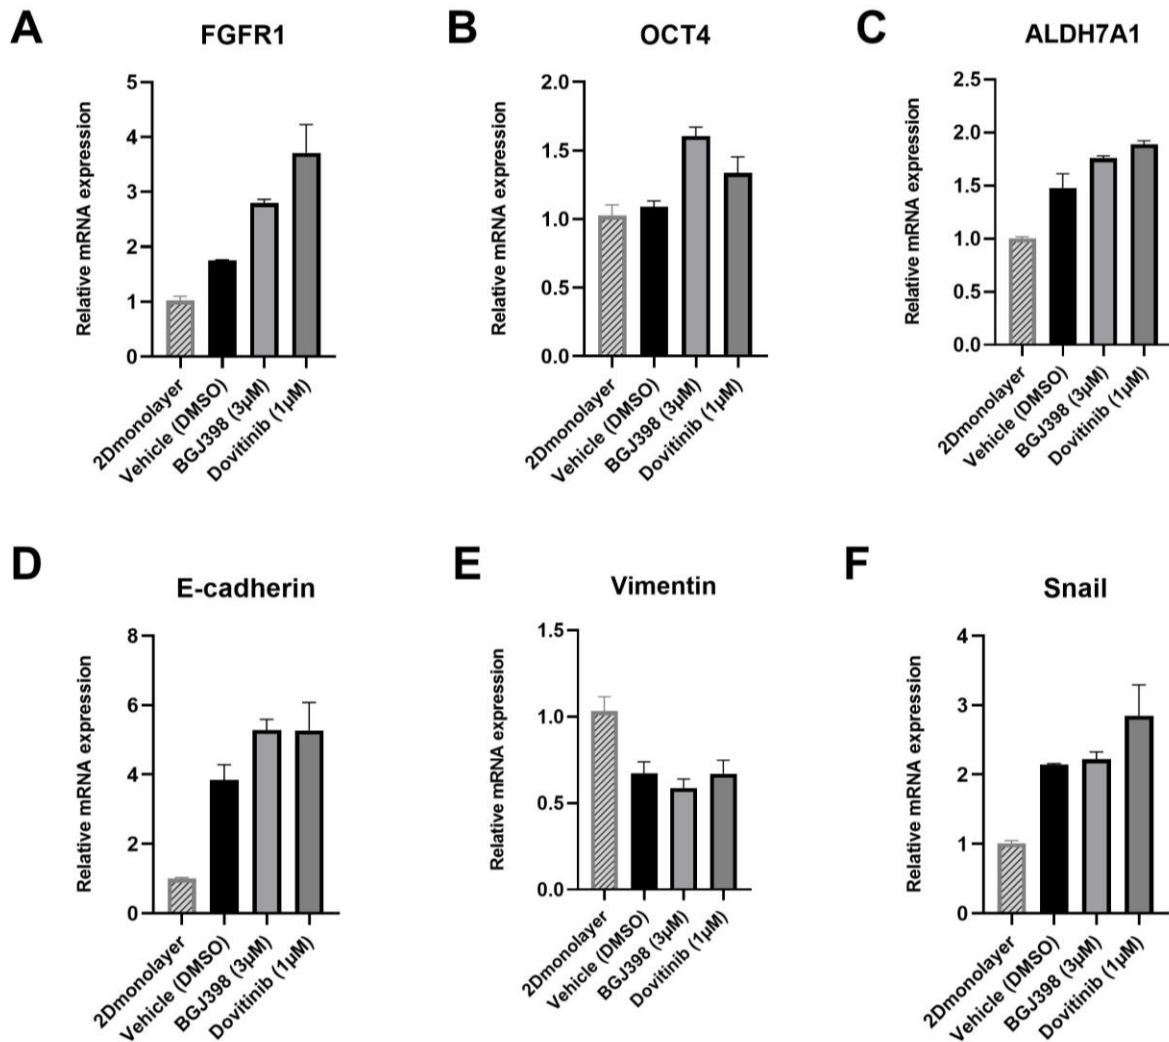 A
FGFR1
Relative mRNA expression
5
4
3
2
1
0
2Dmonolayer
Vehicle (DMSO)
BGJ398 (3µM)
Dovitinib (1µM)
B
OCT4
Relative mRNA expression
2.0
1.5
1.0
0.5
0.0
2Dmonolayer
Vehicle (DMSO)
BGJ398 (3µM)
Dovitinib (1µM)
C
ALDH7A1
Relative mRNA expression
2.5
2.0
1.5
1.0
0.5
0.0
2Dmonolayer
Vehicle (DMSO)
BGJ398 (3µM)
Dovitinib (1µM)
D
E-cadherin
Relative mRNA expression
8
6
4
2
0
2Dmonolayer
Vehicle (DMSO)
BGJ398 (3µM)
Dovitinib (1µM)
E
Vimentin
Relative mRNA expression
1.5
1.0
0.5
0.0
2Dmonolayer
Vehicle (DMSO)
BGJ398 (3µM)
Dovitinib (1µM)
F
Snail
Relative mRNA expression
4
3
2
1
0
2Dmonolayer
Vehicle (DMSO)
BGJ398 (3µM)
Dovitinib (1µM)